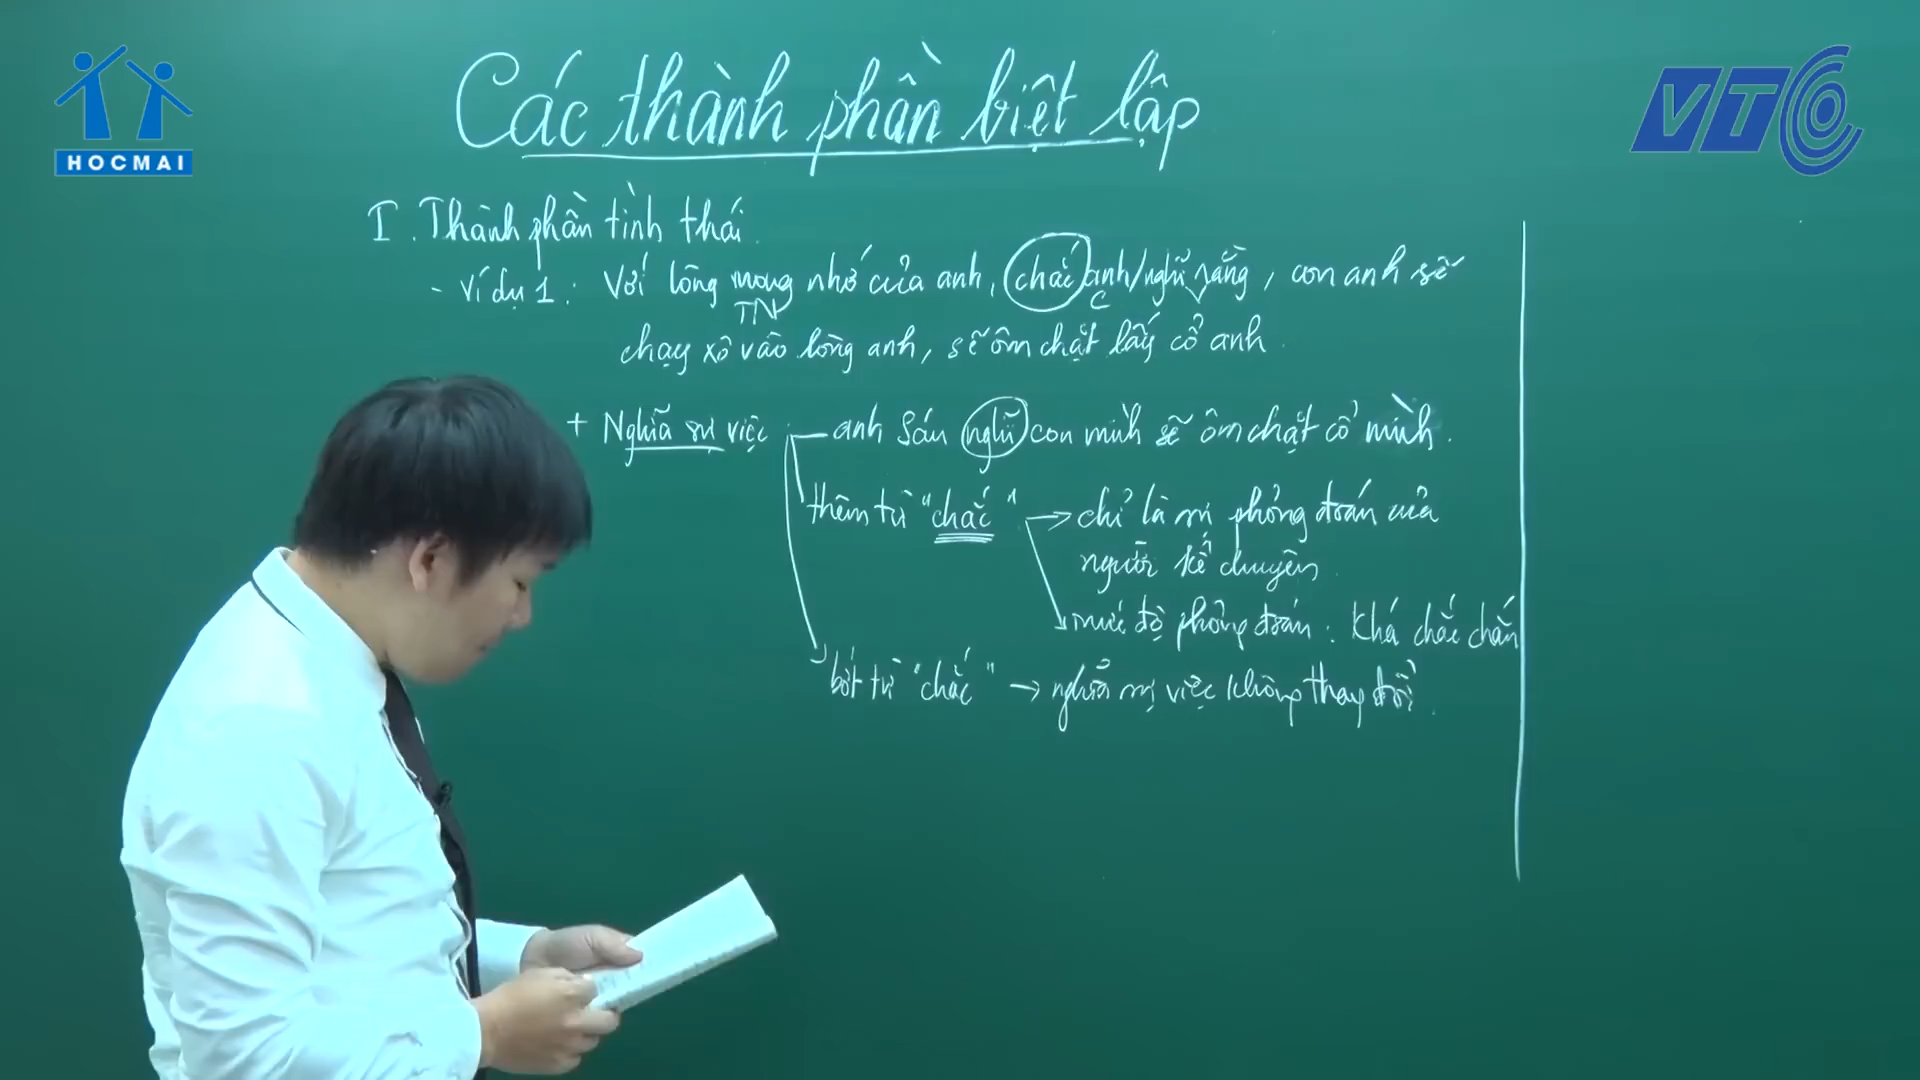 HOCMAI
VTC
Các thành phần biệt lập
I. Thành phần tình thái.
- Ví dụ 1: Với lòng mong nhớ của anh, chắc anh/nghĩ rằng, con anh sẽ
TN C V
chạy xô vào lòng anh, sẽ ôm chặt lấy cổ anh.
+ Nghĩa sự việc anh Sáu nghĩ con mình sẽ ôm chặt cổ mình.
thêm từ "chắc" → chỉ là sự phỏng đoán của
người kể chuyện.
mức độ phỏng đoán: Khá chắc chắn
bớt từ "chắc" → nghĩa sự việc không thay đổi.